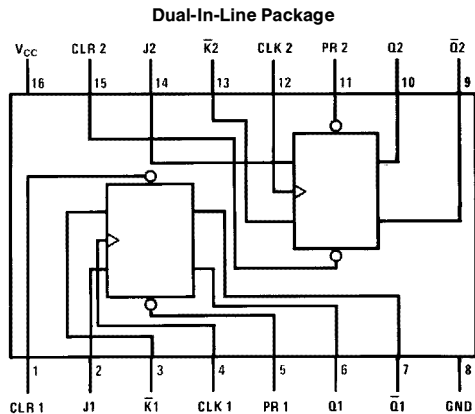 Dual-In-Line Package
V_CC CLR 2 J2 K̅2 CLK 2 PR 2 Q2 Q̅2
16 15 14 13 12 11 10 9
1 2 3 4 5 6 7 8
CLR 1 J1 K̅1 CLK 1 PR 1 Q1 Q̅1 GND